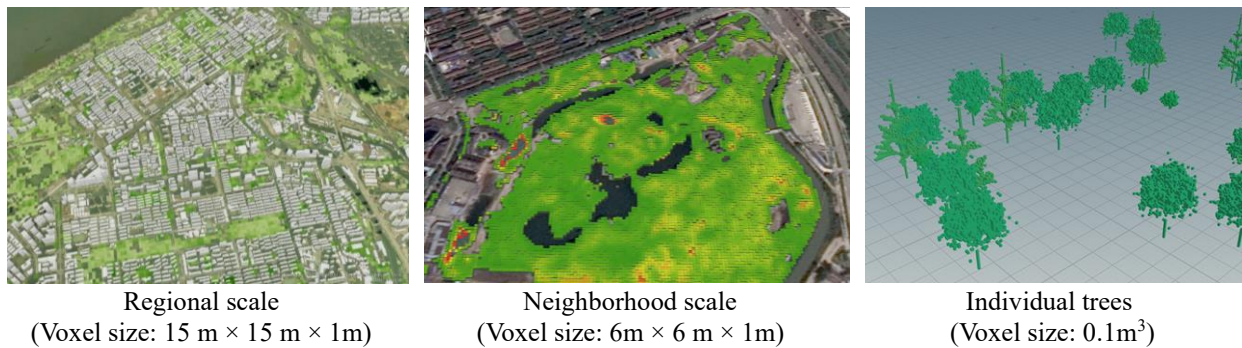 Regional scale
(Voxel size: 15 m × 15 m × 1m)
Neighborhood scale
(Voxel size: 6m × 6 m × 1m)
Individual trees
(Voxel size: 0.1m³)